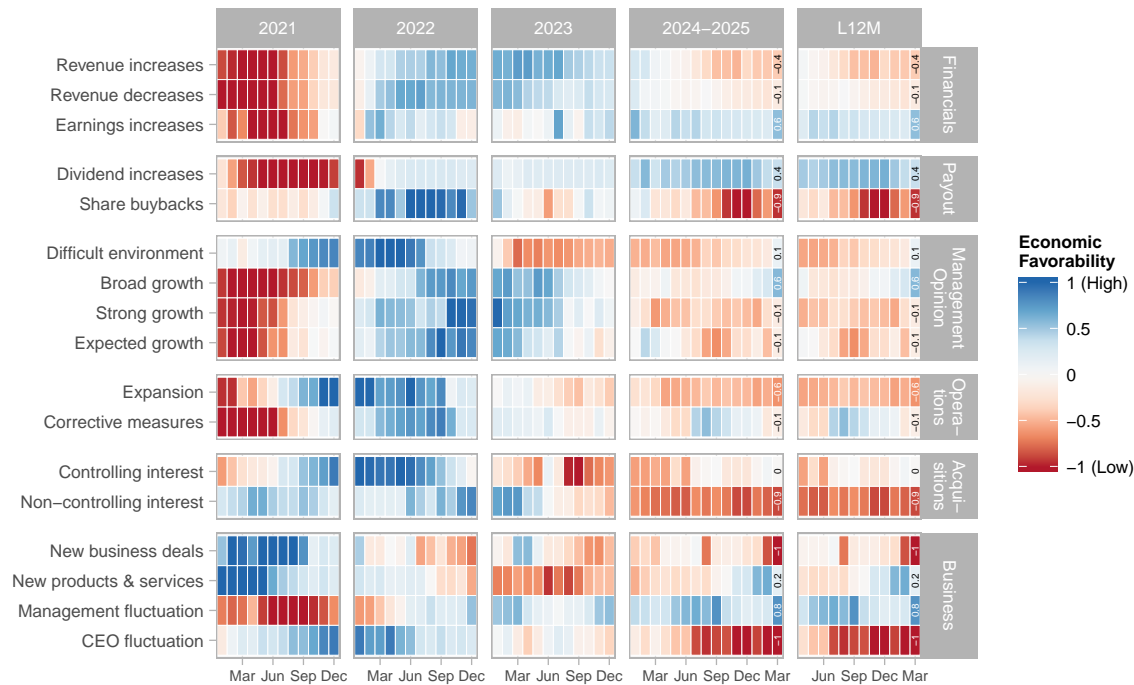 2021 2022 2023 2024–2025 L12M
Revenue increases −0.4 −0.4
Revenue decreases −0.1 −0.1
Earnings increases 0.6 0.6
Financials
Dividend increases 0.4 0.4
Share buybacks −0.9 −0.9
Payout
Difficult environment 0.1 0.1
Broad growth 0.6 0.6
Strong growth −0.1 −0.1
Expected growth −0.1 −0.1
Management
Opinion
Expansion −0.6 −0.6
Corrective measures −0.1 −0.1
Opera–
tions
Controlling interest 0 0
Non–controlling interest −0.9 −0.9
Acqui–
sitions
New business deals −1 −1
New products & services 0.2 0.2
Management fluctuation 0.8 0.8
CEO fluctuation −1 −1
Business
Mar Jun Sep Dec Mar Jun Sep Dec Mar Jun Sep Dec Mar Jun Sep Dec Mar Jun Sep Dec Mar
Economic
Favorability
1 (High)
0.5
0
−0.5
−1 (Low)